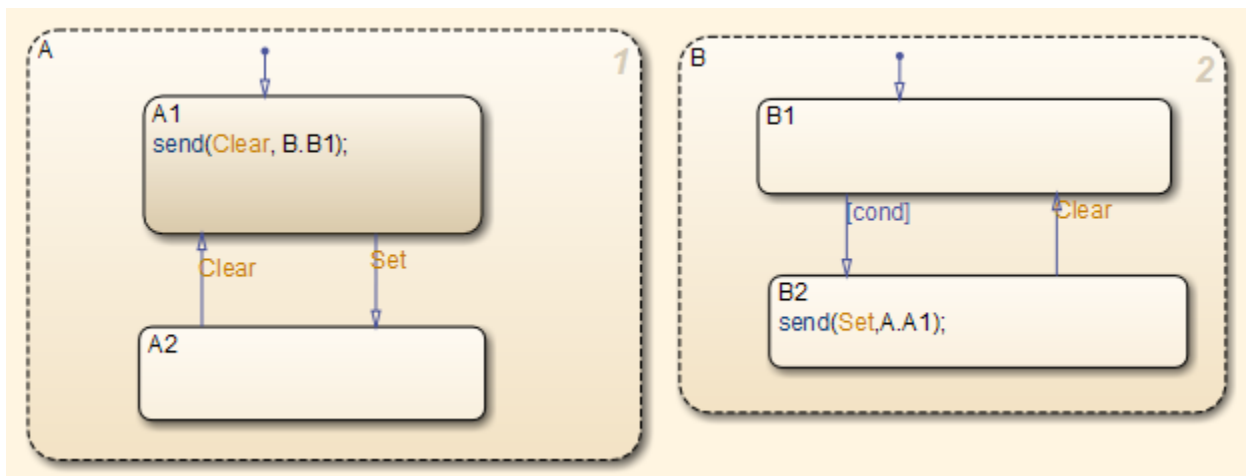 A
1
A1
send(Clear, B.B1);
Clear
Set
A2
B
2
B1
[cond]
Clear
B2
send(Set,A.A1);